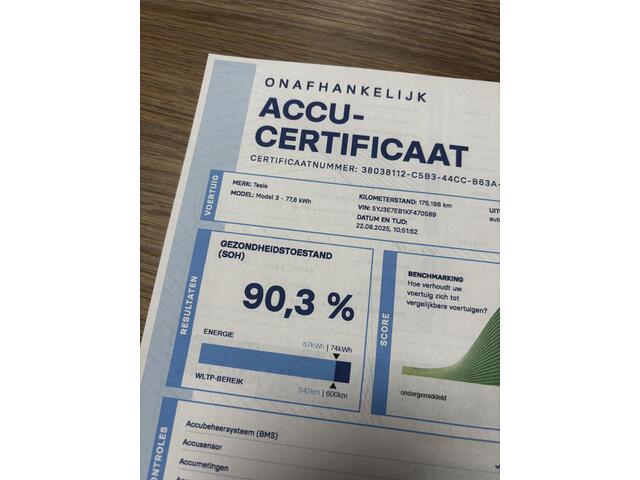 ONAFHANKELIJK
ACCU-
CERTIFICAAT
CERTIFICAATNUMMER: 38038112-C5B3-44CC-B63A-
VOERTUIG
MERK: Tesla
MODEL: Model 3 - 77,8 kWh
KILOMETERSTAND: 175.198 km
VIN: 5YJ3E7EB1KF470589
DATUM EN TIJD:
22.08.2025, 10:51:52
RESULTATEN
GEZONDHEIDSTOESTAND
(SOH)
90,3 %
ENERGIE
67kWh | 74kWh
WLTP-BEREIK
542km | 600km
SCORE
BENCHMARKING
Hoe verhoudt uw
voertuig zich tot
vergelijkbare voertuigen?
ondergemiddeld
Accubeheersysteem (BMS)
Accusensor
Accumetingen